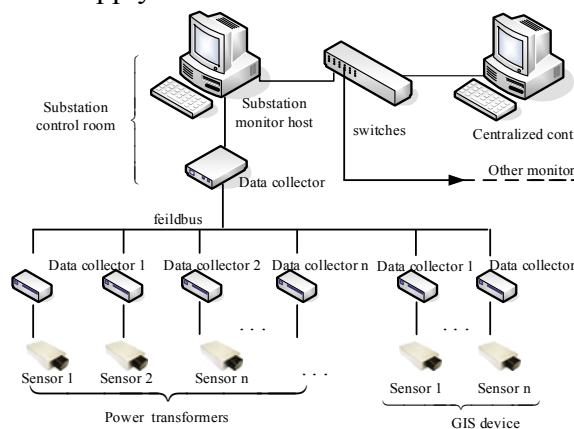 Substation
control room
Substation
monitor host
switches
Centralized cont
Other monitor
Data collector
feildbus
Data collector 1
Data collector 2
Data collector n
Data collector 1
Data collector
. . .
. . .
Sensor 1
Sensor 2
Sensor n
. . .
Sensor 1
Sensor n
Power transformers
GIS device